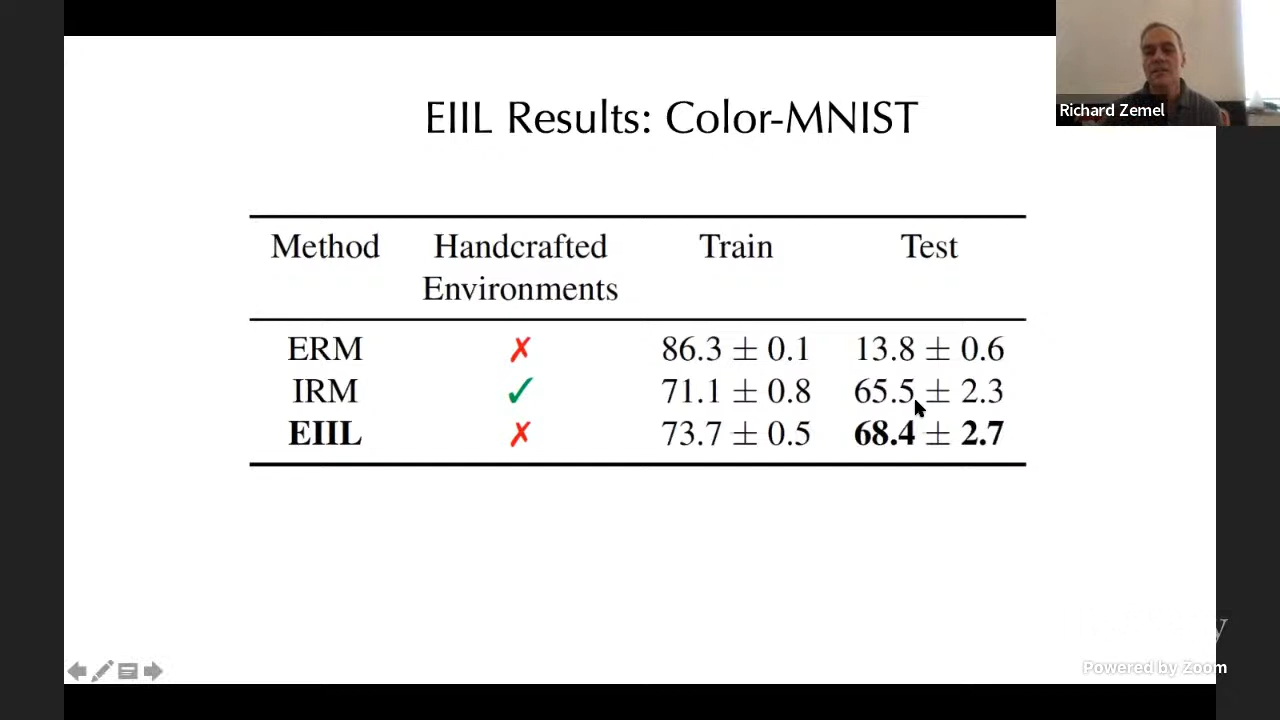 Richard Zemel
EIIL Results: Color-MNIST
Method Handcrafted Environments Train Test
ERM ✗ 86.3 ± 0.1 13.8 ± 0.6
IRM ✓ 71.1 ± 0.8 65.5 ± 2.3
EIIL ✗ 73.7 ± 0.5 68.4 ± 2.7
Powered by Zoom